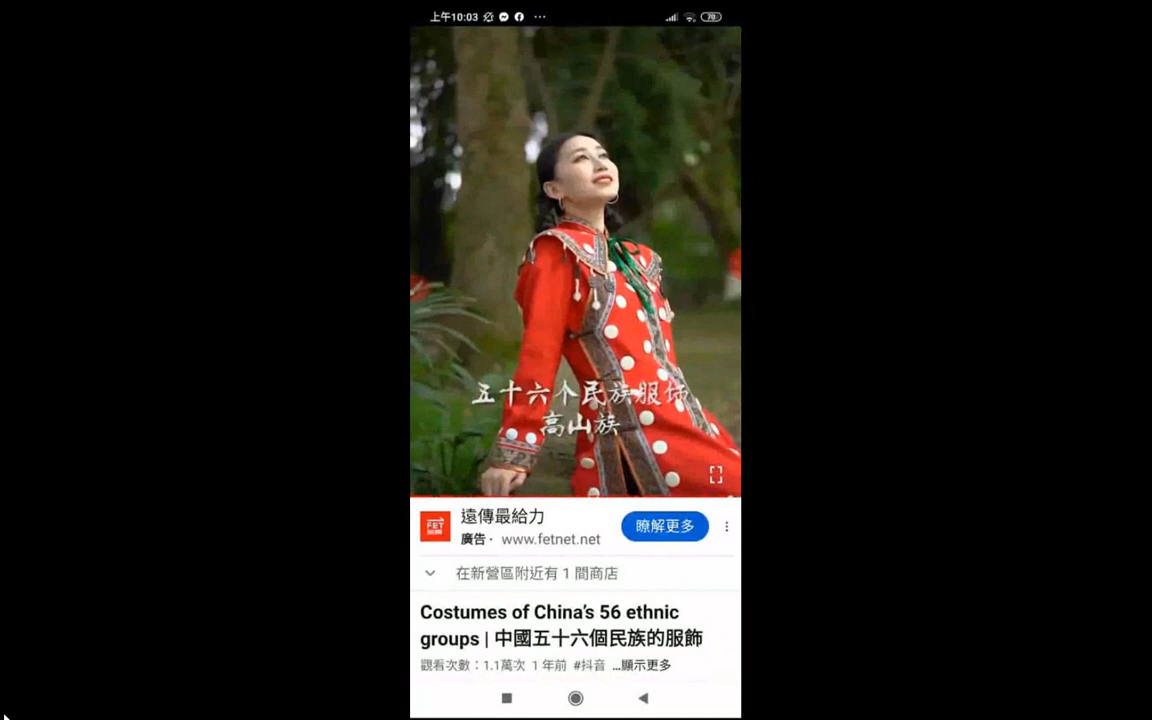 上午10:03
70
五十六个民族服饰
高山族
FET
遠傳最給力
廣告· www.fetnet.net
瞭解更多
在新營區附近有 1 間商店
Costumes of China's 56 ethnic
groups | 中國五十六個民族的服飾
觀看次數：1.1萬次 1 年前 #抖音 ...顯示更多